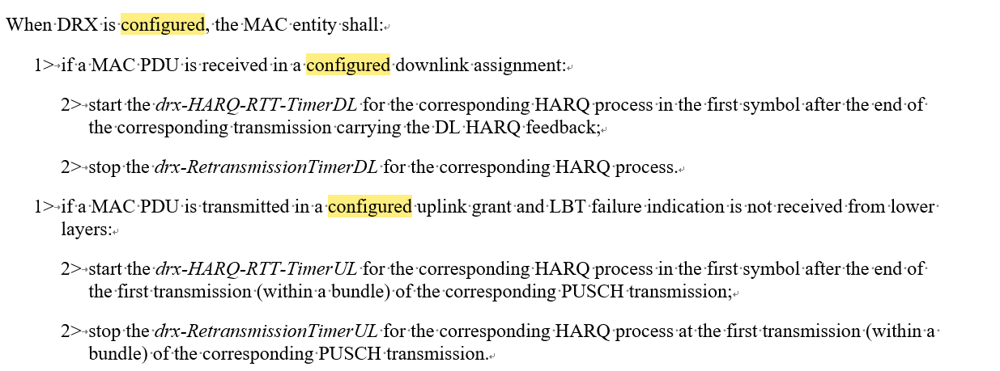 When DRX is configured, the MAC entity shall:
1> if a MAC PDU is received in a configured downlink assignment:
2> start the drx-HARQ-RTT-TimerDL for the corresponding HARQ process in the first symbol after the end of
the corresponding transmission carrying the DL HARQ feedback;
2> stop the drx-RetransmissionTimerDL for the corresponding HARQ process.
1> if a MAC PDU is transmitted in a configured uplink grant and LBT failure indication is not received from lower
layers:
2> start the drx-HARQ-RTT-TimerUL for the corresponding HARQ process in the first symbol after the end of
the first transmission (within a bundle) of the corresponding PUSCH transmission;
2> stop the drx-RetransmissionTimerUL for the corresponding HARQ process at the first transmission (within a
bundle) of the corresponding PUSCH transmission.